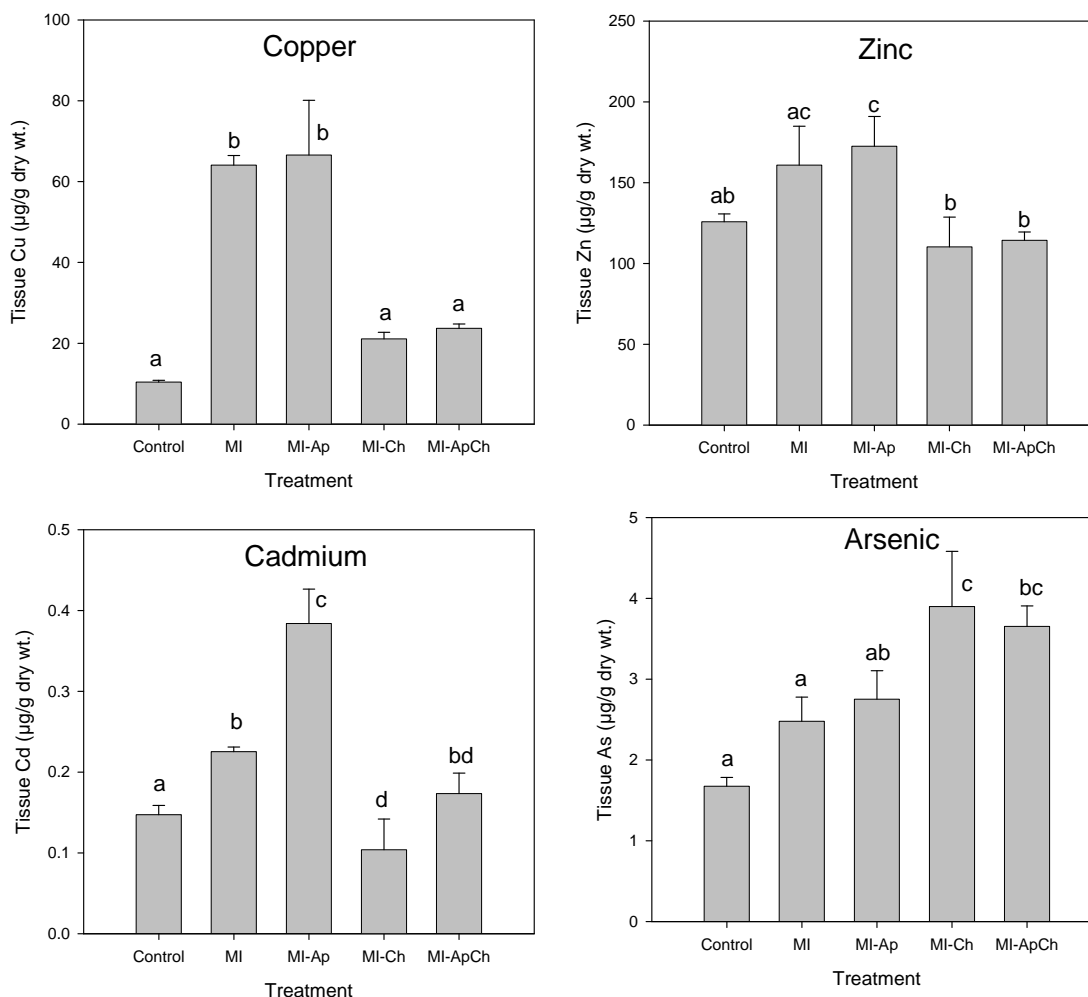 Copper
Tissue Cu (µg/g dry wt.)
100
80
60
40
20
0
a
b
b
a
a
Control MI MI-Ap MI-Ch MI-ApCh
Treatment
Zinc
Tissue Zn (µg/g dry wt.)
250
200
150
100
50
0
ab
ac
c
b
b
Control MI MI-Ap MI-Ch MI-ApCh
Treatment
Cadmium
Tissue Cd (µg/g dry wt.)
0.5
0.4
0.3
0.2
0.1
0.0
a
b
c
d
bd
Control MI MI-Ap MI-Ch MI-ApCh
Treatment
Arsenic
Tissue As (µg/g dry wt.)
5
4
3
2
1
0
a
a
ab
c
bc
Control MI MI-Ap MI-Ch MI-ApCh
Treatment